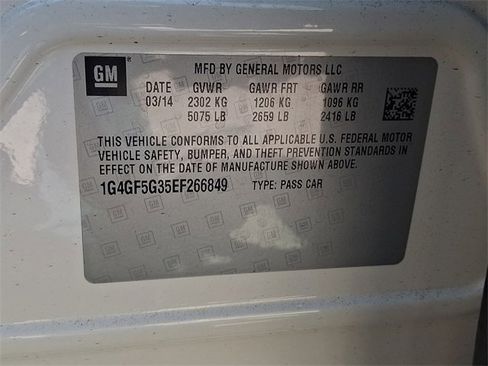 GM
MFD BY GENERAL MOTORS LLC
DATE GVWR GAWR FRT GAWR RR
03/14 2302 KG 1206 KG 1096 KG
5075 LB 2659 LB 2416 LB
THIS VEHICLE CONFORMS TO ALL APPLICABLE U.S. FEDERAL MOTOR
VEHICLE SAFETY, BUMPER, AND THEFT PREVENTION STANDARDS IN
EFFECT ON THE DATE OF MANUFACTURE SHOWN ABOVE.
1G4GF5G35EF266849 TYPE: PASS CAR